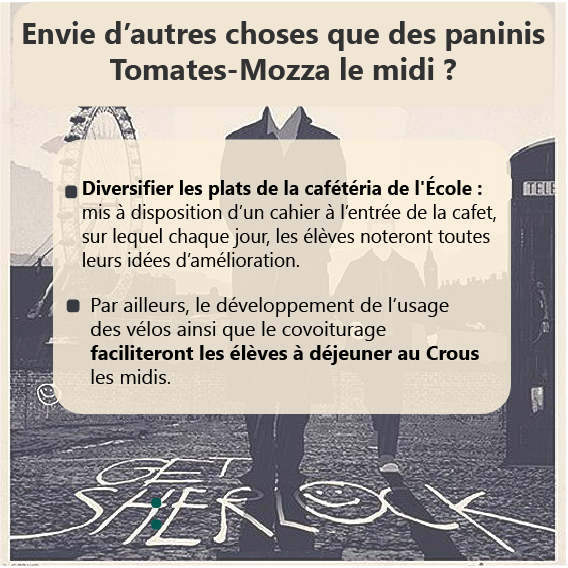 Envie d’autres choses que des paninis
Tomates-Mozza le midi ?
Diversifier les plats de la cafétéria de l'École :
mis à disposition d’un cahier à l’entrée de la cafet,
sur lequel chaque jour, les élèves noteront toutes
leurs idées d’amélioration.
Par ailleurs, le développement de l’usage
des vélos ainsi que le covoiturage
faciliteront les élèves à déjeuner au Crous
les midis.
TELE
GET
SHERLOCK